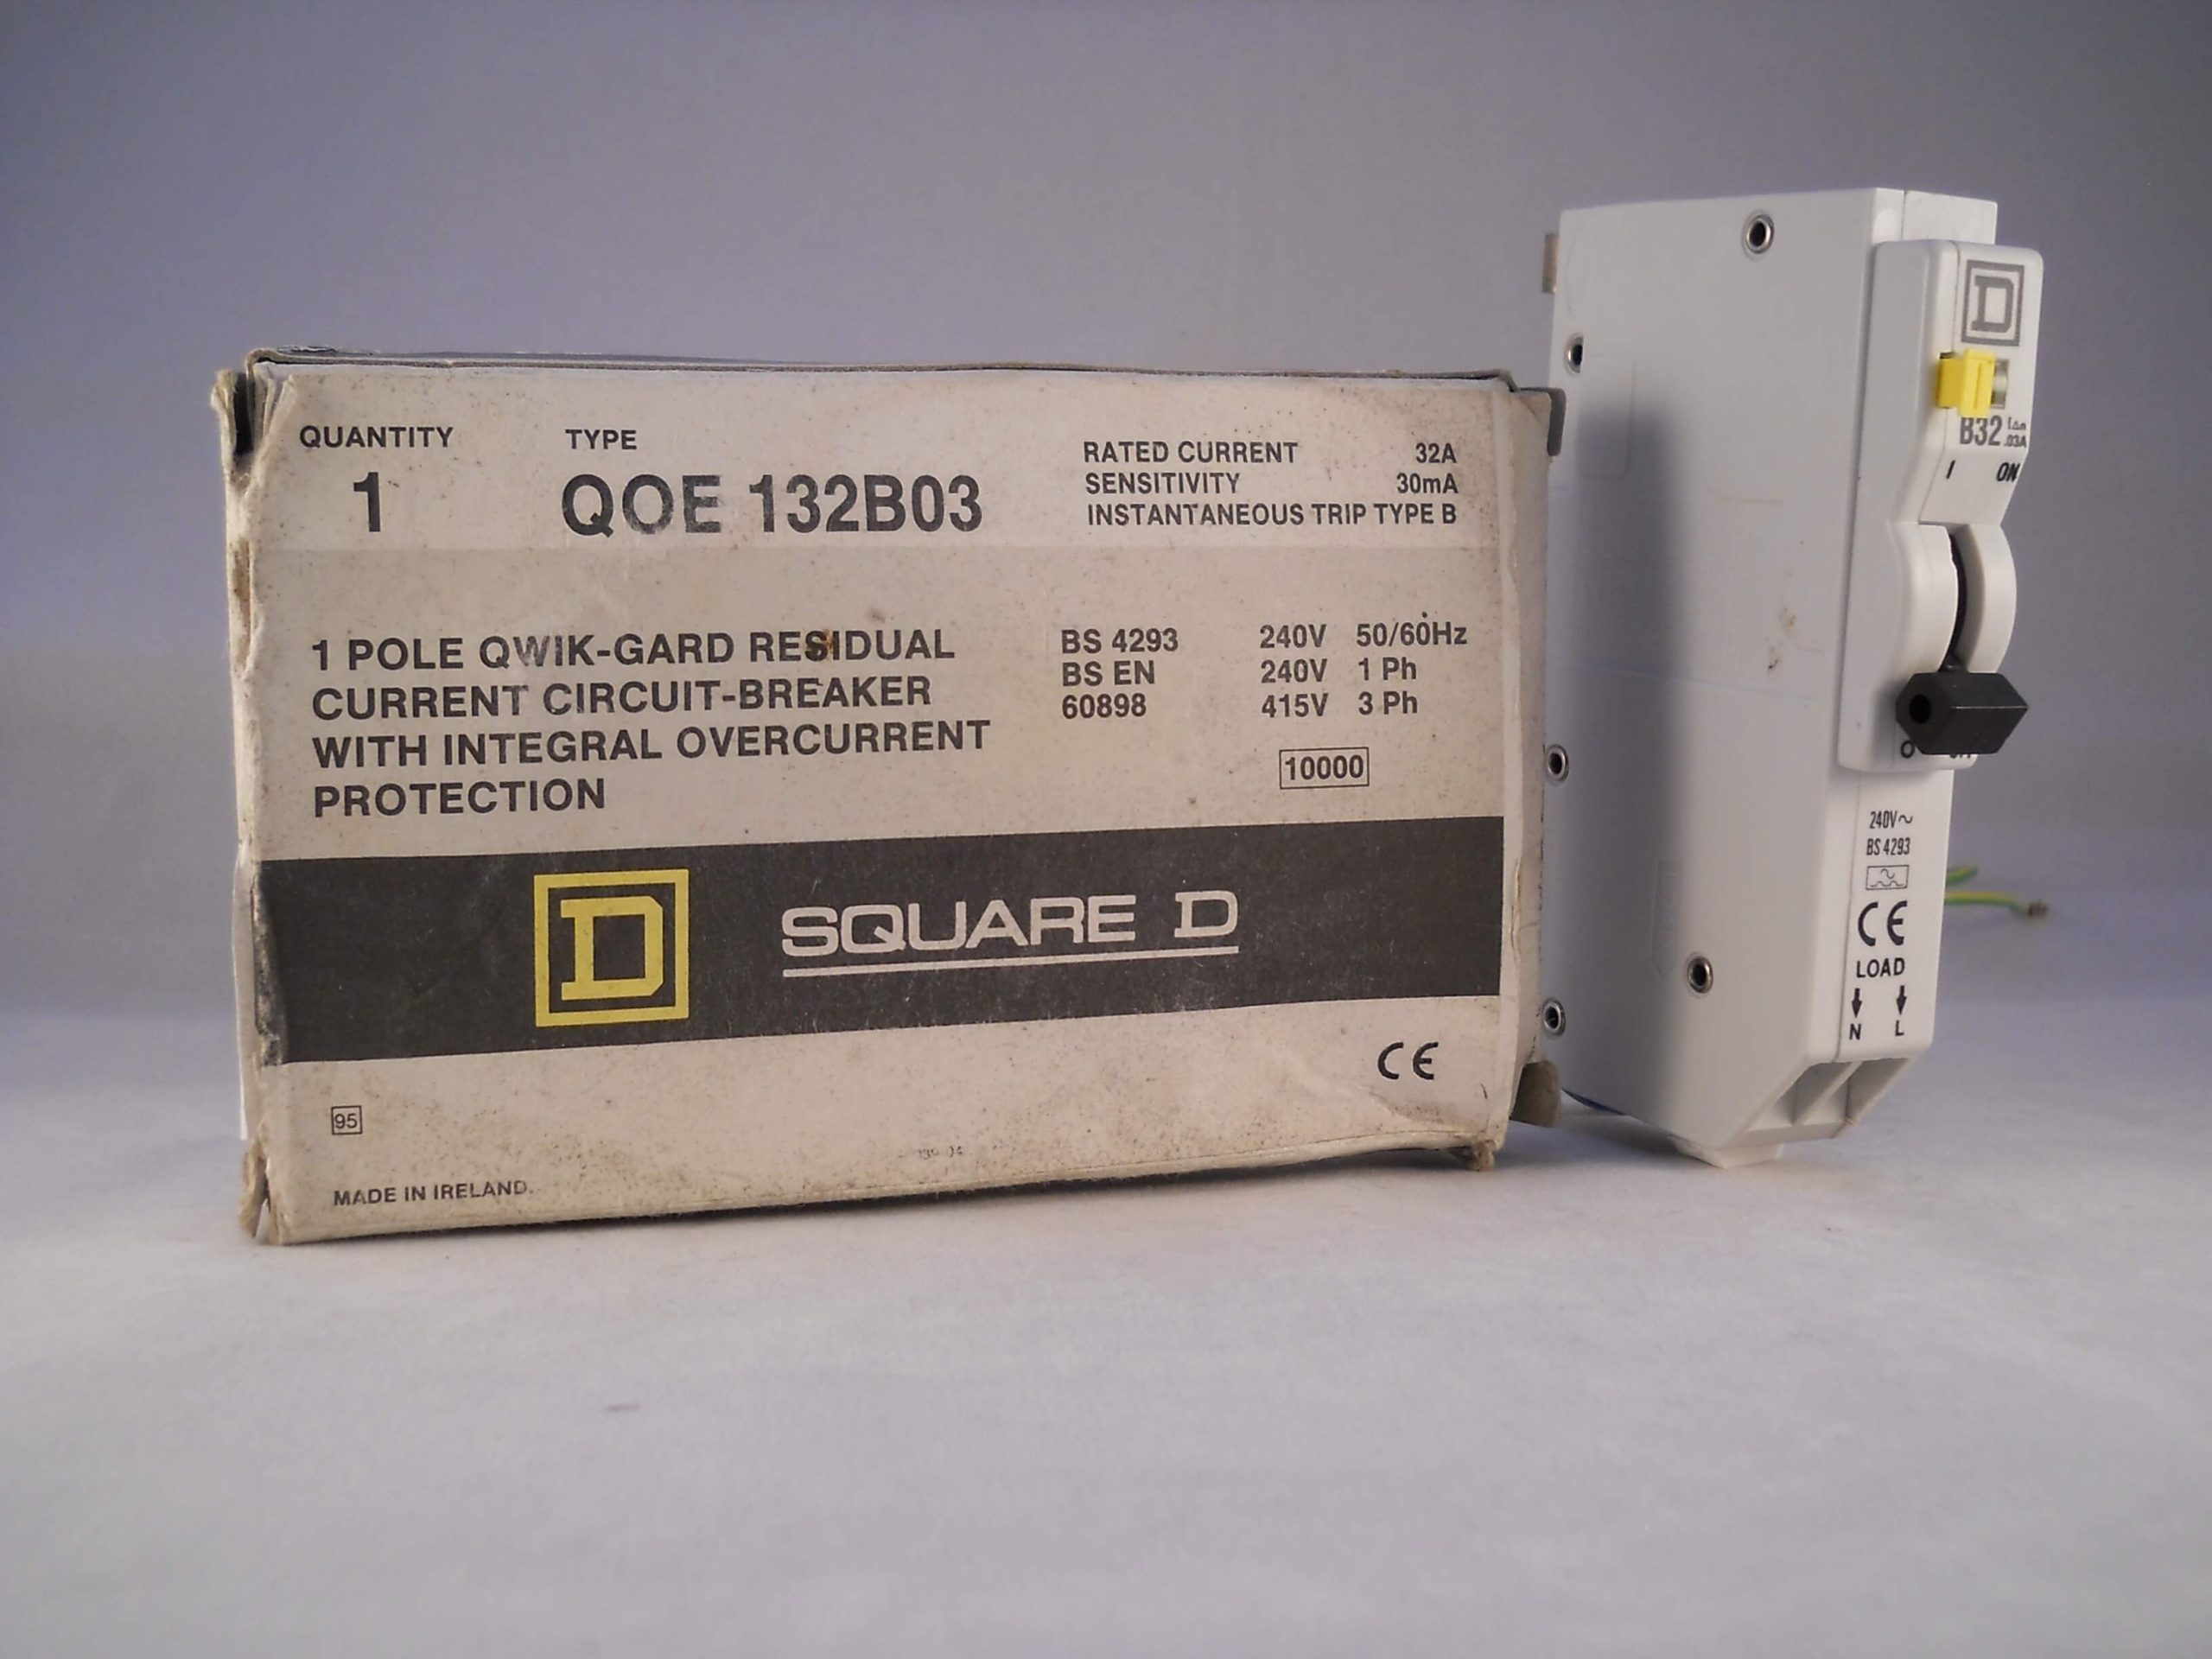 QUANTITY TYPE
1 QOE 132B03
RATED CURRENT 32A
SENSITIVITY 30mA
INSTANTANEOUS TRIP TYPE B
1 POLE QWIK-GARD RESIDUAL
CURRENT CIRCUIT-BREAKER
WITH INTEGRAL OVERCURRENT
PROTECTION
BS 4293 240V 50/60Hz
BS EN 240V 1 Ph
60898 415V 3 Ph
10000
D SQUARE D
CE
95
MADE IN IRELAND.
D
B32 I△n
.03A
I ON
O
240V~
BS 4293
CE
LOAD
N L